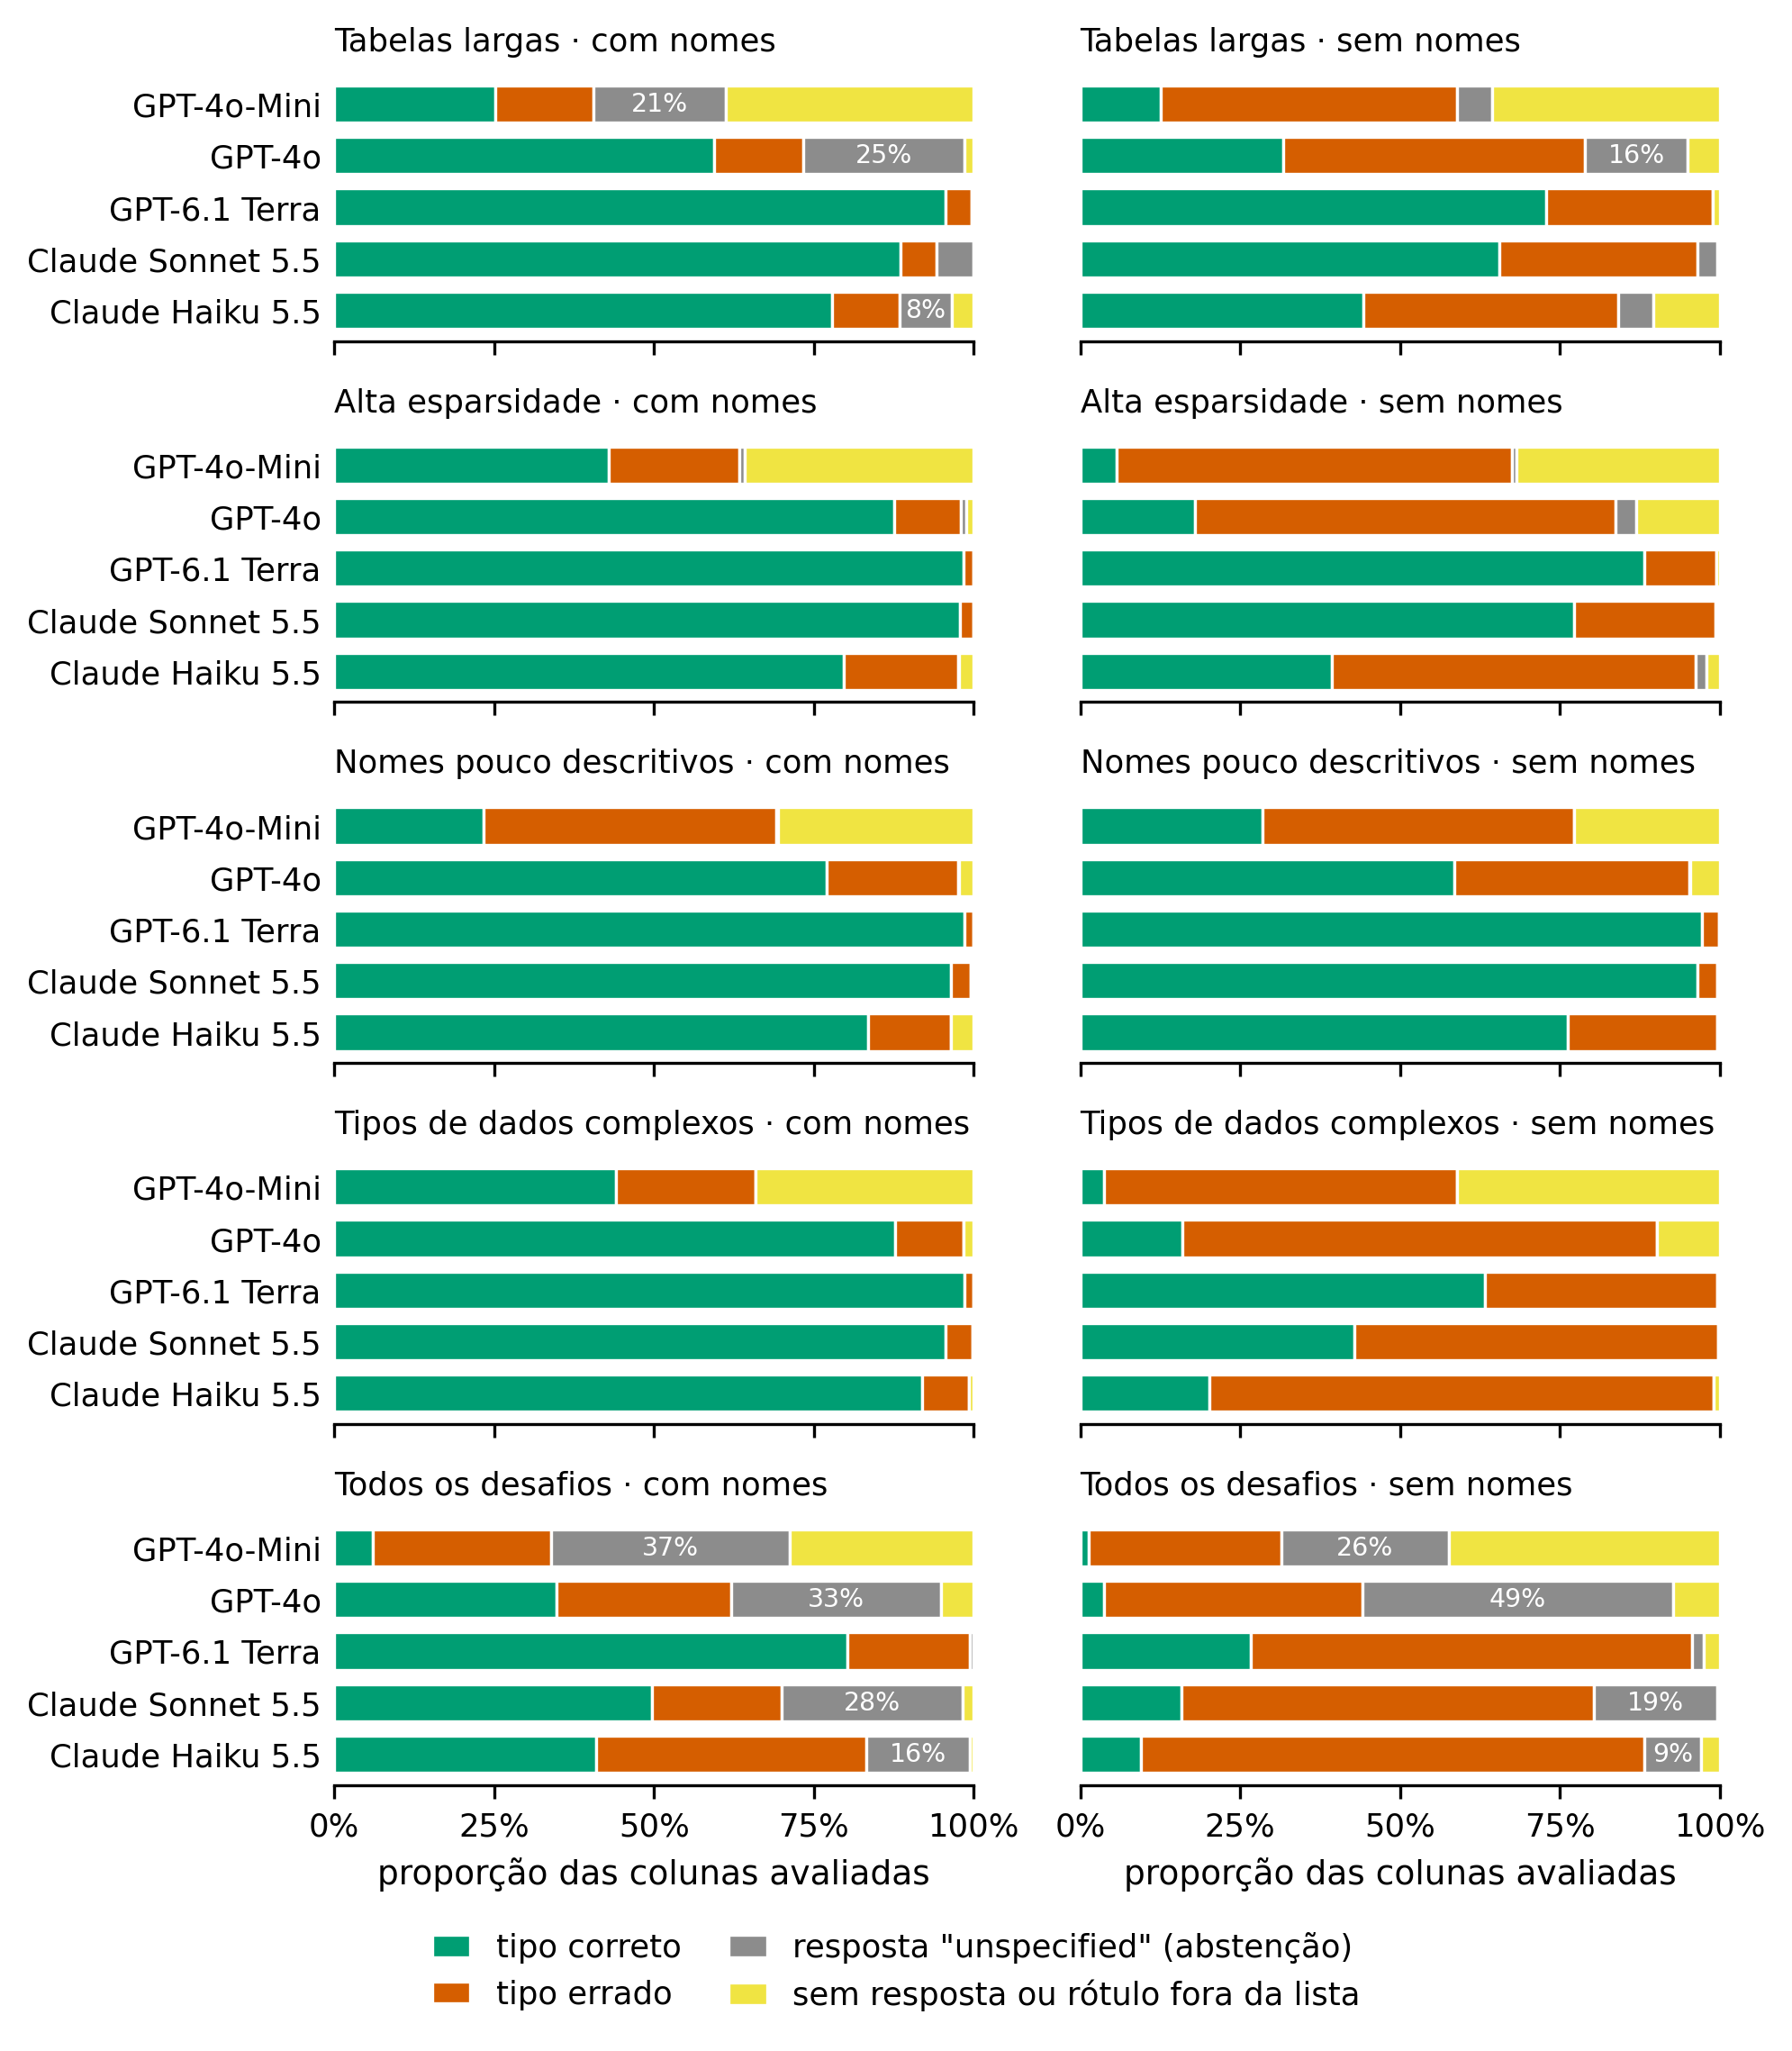 Tabelas largas · com nomes
Tabelas largas · sem nomes
GPT-4o-Mini
21%
GPT-4o
25%
16%
GPT-6.1 Terra
Claude Sonnet 5.5
Claude Haiku 5.5
8%
Alta esparsidade · com nomes
Alta esparsidade · sem nomes
GPT-4o-Mini
GPT-4o
GPT-6.1 Terra
Claude Sonnet 5.5
Claude Haiku 5.5
Nomes pouco descritivos · com nomes
Nomes pouco descritivos · sem nomes
GPT-4o-Mini
GPT-4o
GPT-6.1 Terra
Claude Sonnet 5.5
Claude Haiku 5.5
Tipos de dados complexos · com nomes
Tipos de dados complexos · sem nomes
GPT-4o-Mini
GPT-4o
GPT-6.1 Terra
Claude Sonnet 5.5
Claude Haiku 5.5
Todos os desafios · com nomes
Todos os desafios · sem nomes
GPT-4o-Mini
37%
26%
GPT-4o
33%
49%
GPT-6.1 Terra
Claude Sonnet 5.5
28%
19%
Claude Haiku 5.5
16%
9%
0% 25% 50% 75% 100%
0% 25% 50% 75% 100%
proporção das colunas avaliadas
proporção das colunas avaliadas
tipo correto
resposta "unspecified" (abstenção)
tipo errado
sem resposta ou rótulo fora da lista